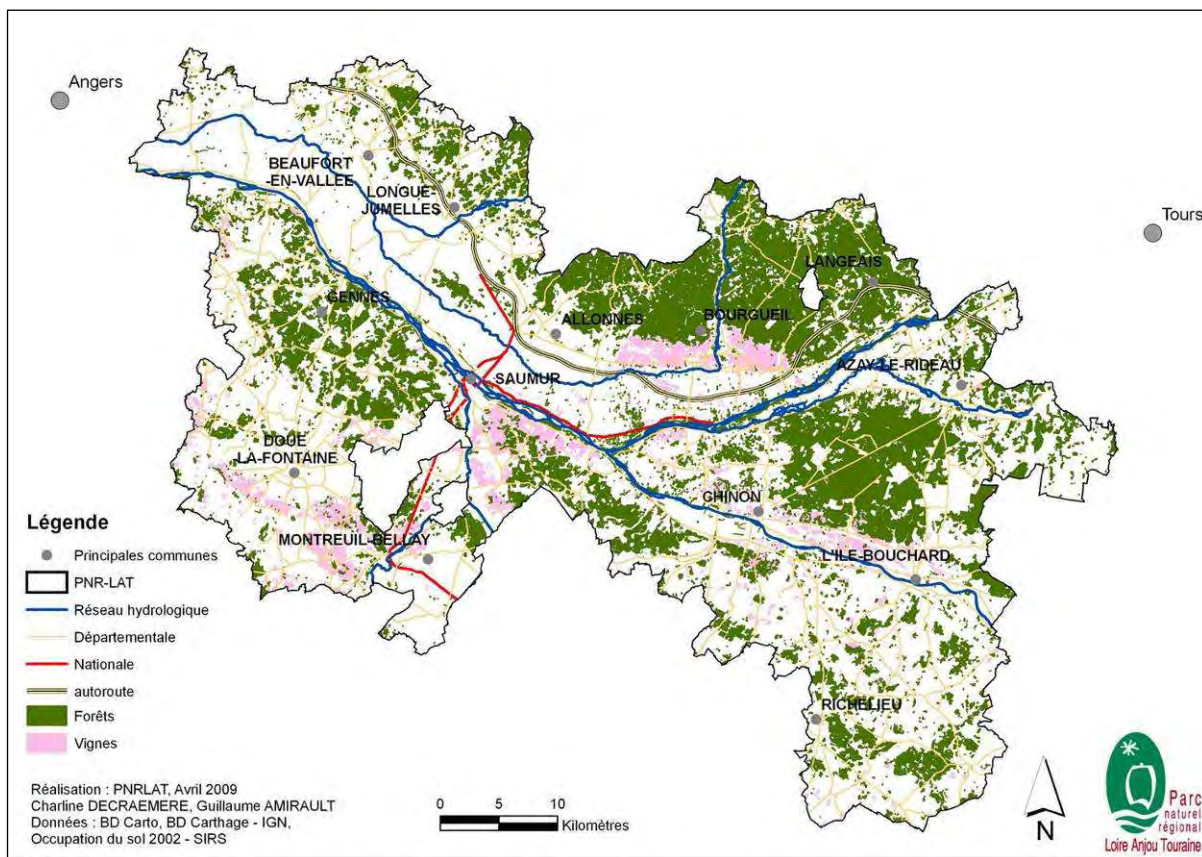 Angers
BEAUFORT
-EN-VALLEE
LONGUE-
JUMELLES
Tours
LANGEAIS
GENNES
ALLONNES
BOURGUEIL
SAUMUR
AZAY-LE-RIDEAU
DOUE
LA-FONTAINE
CHINON
MONTREUIL-BELLAY
L'ILE-BOUCHARD
RICHELIEU
Légende
Principales communes
PNR-LAT
Réseau hydrologique
Départementale
Nationale
autoroute
Forêts
Vignes
Réalisation : PNRLAT, Avril 2009
Charline DECRAEMERE, Guillaume AMIRAULT
Données : BD Carto, BD Carthage - IGN,
Occupation du sol 2002 - SIRS
0 5 10
Kilomètres
N
Parc
naturel
régional
Loire Anjou Touraine